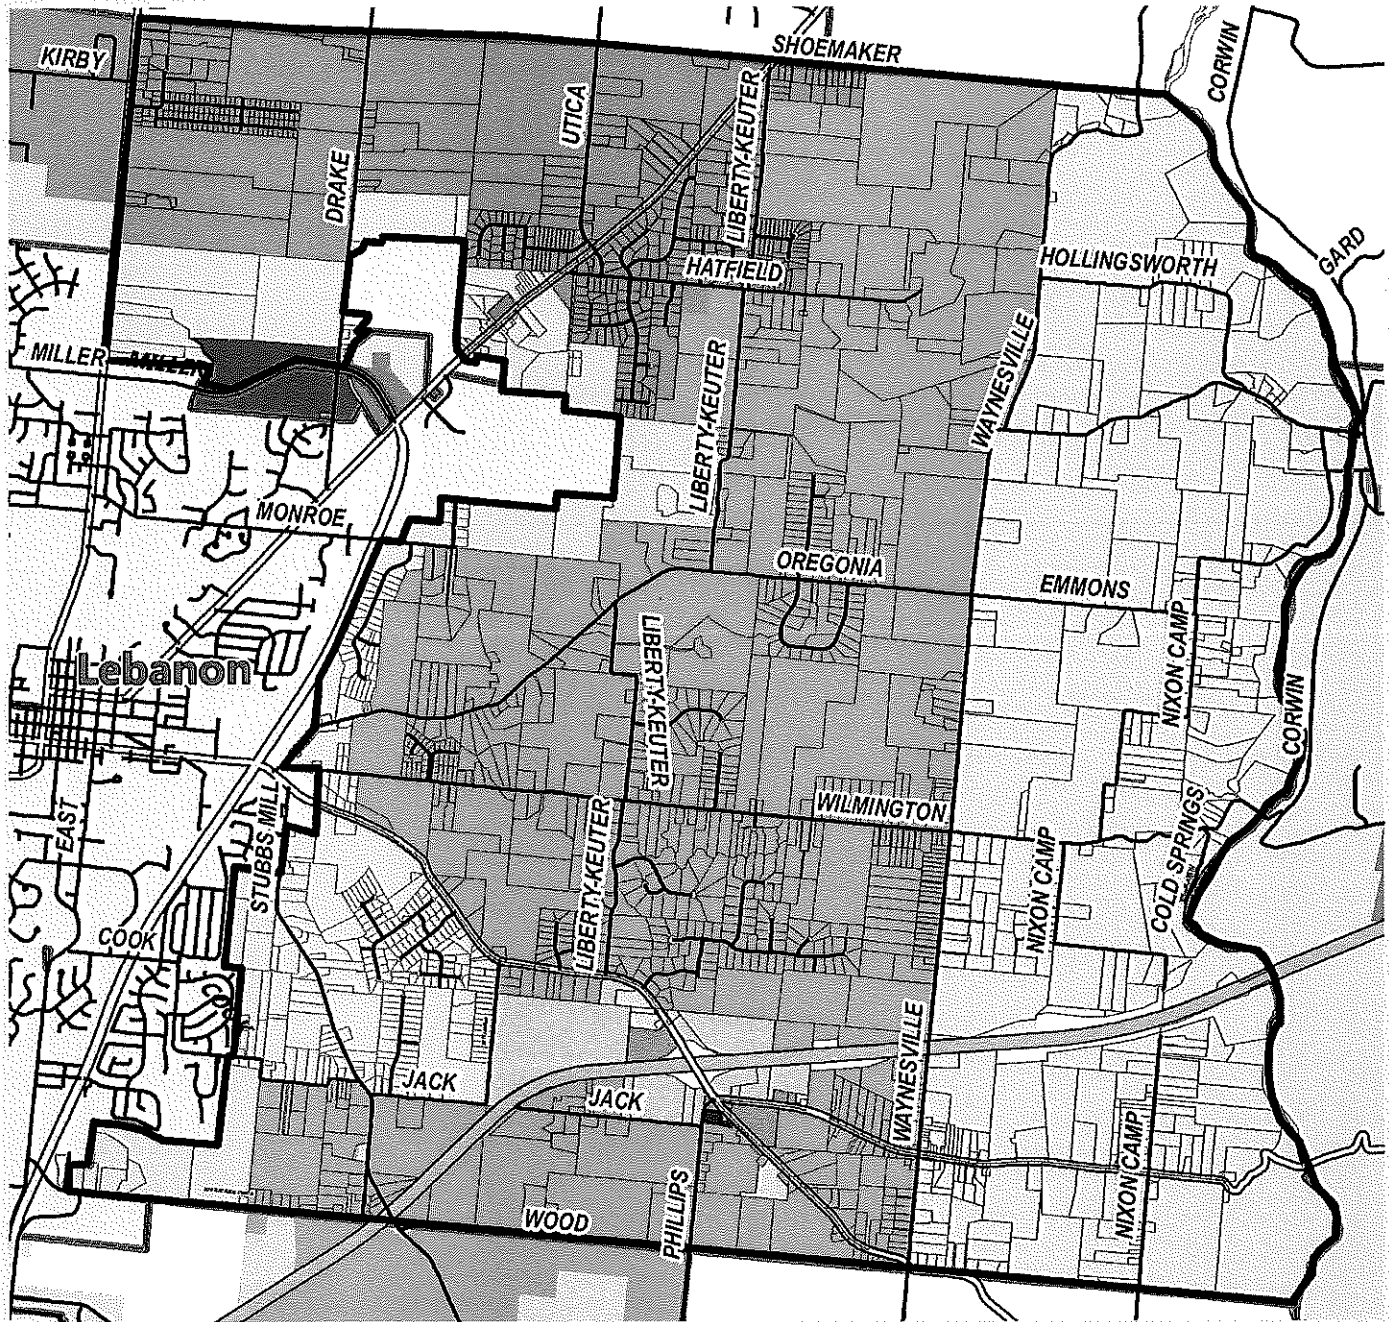 SHOEMAKER
KIRBY
CORWIN
UTICA
LIBERTY-KEUTER
DRAKE
GARD
HOLLINGSWORTH
HATFIELD
MILLER
MILLER
WAYNESVILLE
LIBERTY-KEUTER
MONROE
OREGONIA
EMMONS
NIXON CAMP
LIBERTY-KEUTER
Lebanon
CORWIN
WILMINGTON
EAST
STUBBS MILL
LIBERTY-KEUTER
NIXON CAMP
COLD SPRINGS
COOK
WAYNESVILLE
JACK
JACK
NIXON CAMP
PHILLIPS
WOOD